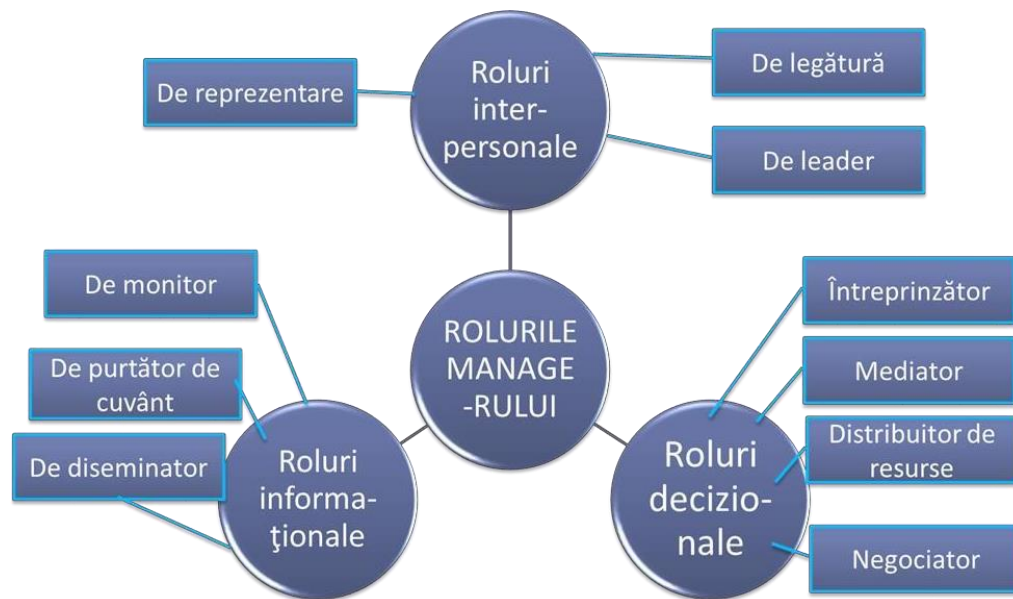 De reprezentare
Roluri
inter-
personale
De legătură
De leader
De monitor
De purtător de
cuvânt
De diseminator
Roluri
informa-
ţionale
ROLURILE
MANAGE
-RULUI
Întreprinzător
Mediator
Distribuitor de
resurse
Negociator
Roluri
decizio-
nale